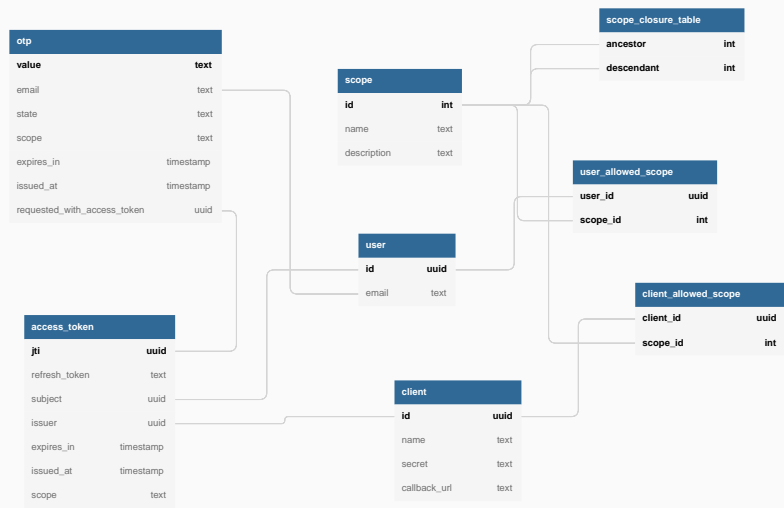 otp
value text
email text
state text
scope text
expires_in timestamp
issued_at timestamp
requested_with_access_token uuid
scope
id int
name text
description text
scope_closure_table
ancestor int
descendant int
user_allowed_scope
user_id uuid
scope_id int
user
id uuid
email text
client_allowed_scope
client_id uuid
scope_id int
access_token
jti uuid
refresh_token text
subject uuid
issuer uuid
expires_in timestamp
issued_at timestamp
scope text
client
id uuid
name text
secret text
callback_url text